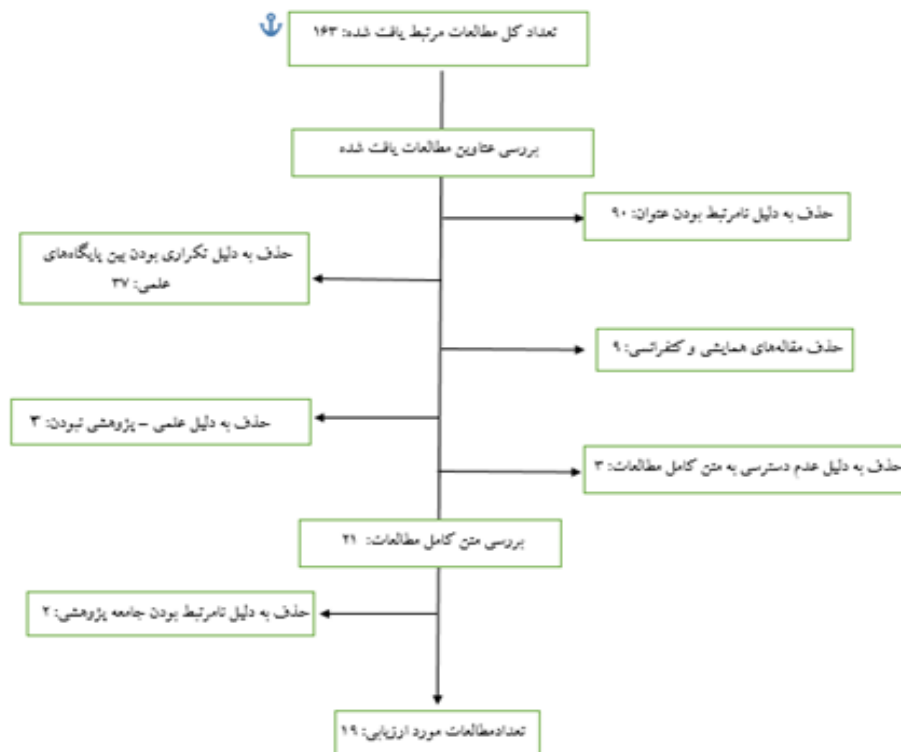 تعداد کل مطالعات مرتبط یافت شده: ۱۶۳
بررسی عناوین مطالعات یافت شده
حذف به دلیل نامرتبط بودن عنوان: ۹۰
حذف به دلیل تکراری بودن بین پایگاه‌های
علمی: ۳۷
حذف مقاله‌های همایشی و کنفرانسی: ۹
حذف به دلیل علمی – پژوهشی نبودن: ۳
حذف به دلیل عدم دسترسی به متن کامل مطالعات: ۳
بررسی متن کامل مطالعات: ۲۱
حذف به دلیل نامرتبط بودن جامعه پژوهشی: ۲
تعدادمطالعات مورد ارزیابی: ۱۹